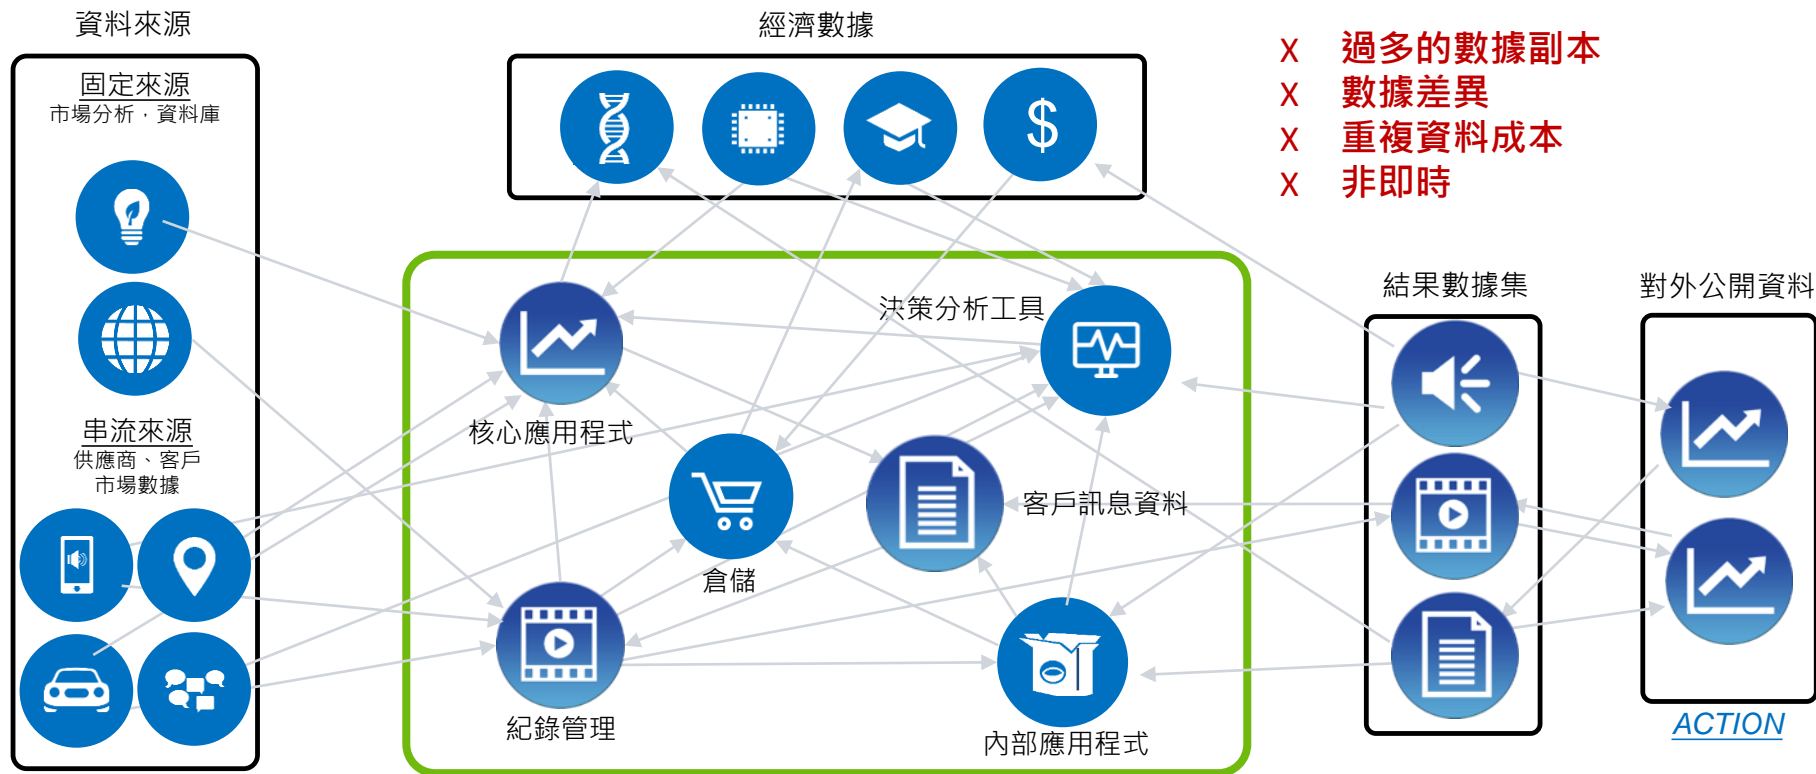 資料來源
固定來源
市場分析，資料庫
串流來源
供應商、客戶
市場數據
經濟數據
$
X 過多的數據副本
X 數據差異
X 重複資料成本
X 非即時
決策分析工具
核心應用程式
倉儲
客戶訊息資料
紀錄管理
內部應用程式
結果數據集
對外公開資料
ACTION